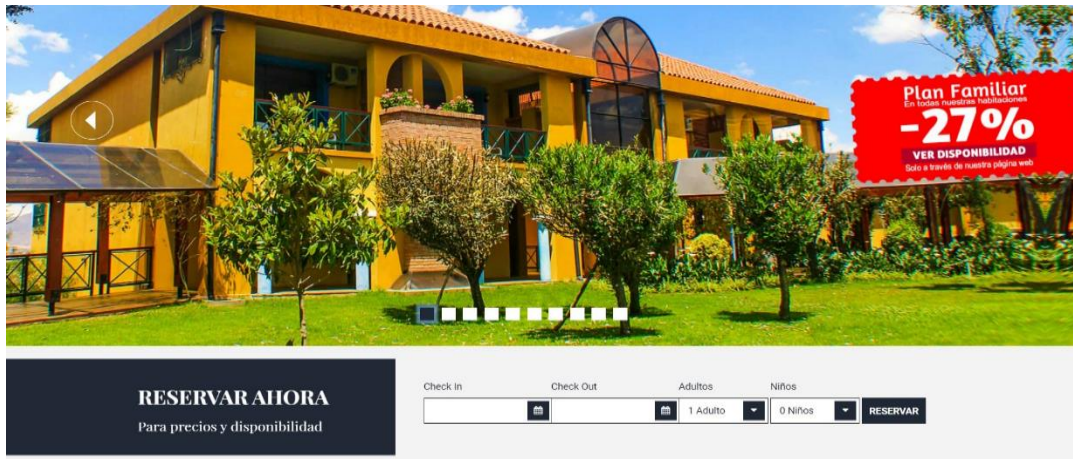 Plan Familiar
En todas nuestras habitaciones
-27%
VER DISPONIBILIDAD
Solo a través de nuestra página web
RESERVAR AHORA
Para precios y disponibilidad
Check In
Check Out
Adultos
Niños
1 Adulto
0 Niños
RESERVAR